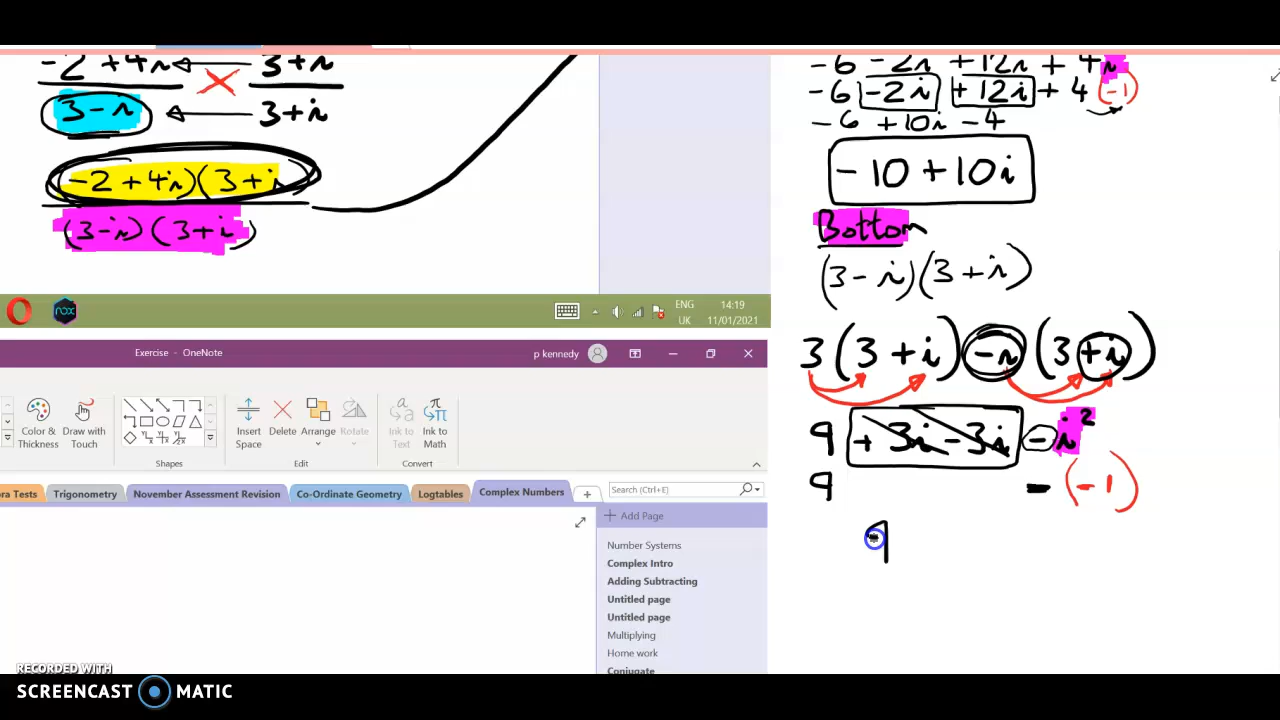 -2 + 4i ← 3 + i
3 - i ← 3 + i
-2 + 4i)(3 + i
(3 - i)(3 + i)
-6 -2i +12i + 4i
-6 -2i +12i + 4 (-1)
-6 +10i -4
-10 + 10i
Bottom
(3 - i)(3 + i)
3(3 + i) - i(3 + i)
9 + 3i - 3i - i²
9 - (-1)
9
ENG
UK
14:19
11/01/2021
Exercise - OneNote
p kennedy
Color & Thickness
Draw with Touch
Shapes
Insert Space
Delete
Arrange
Rotate
Edit
Ink to Text
Ink to Math
Convert
ra Tests
Trigonometry
November Assessment Revision
Co-Ordinate Geometry
Logtables
Complex Numbers
+
Search (Ctrl+E)
+ Add Page
Number Systems
Complex Intro
Adding Subtracting
Untitled page
Untitled page
Multiplying
Home work
Conjugate
RECORDED WITH
SCREENCAST MATIC